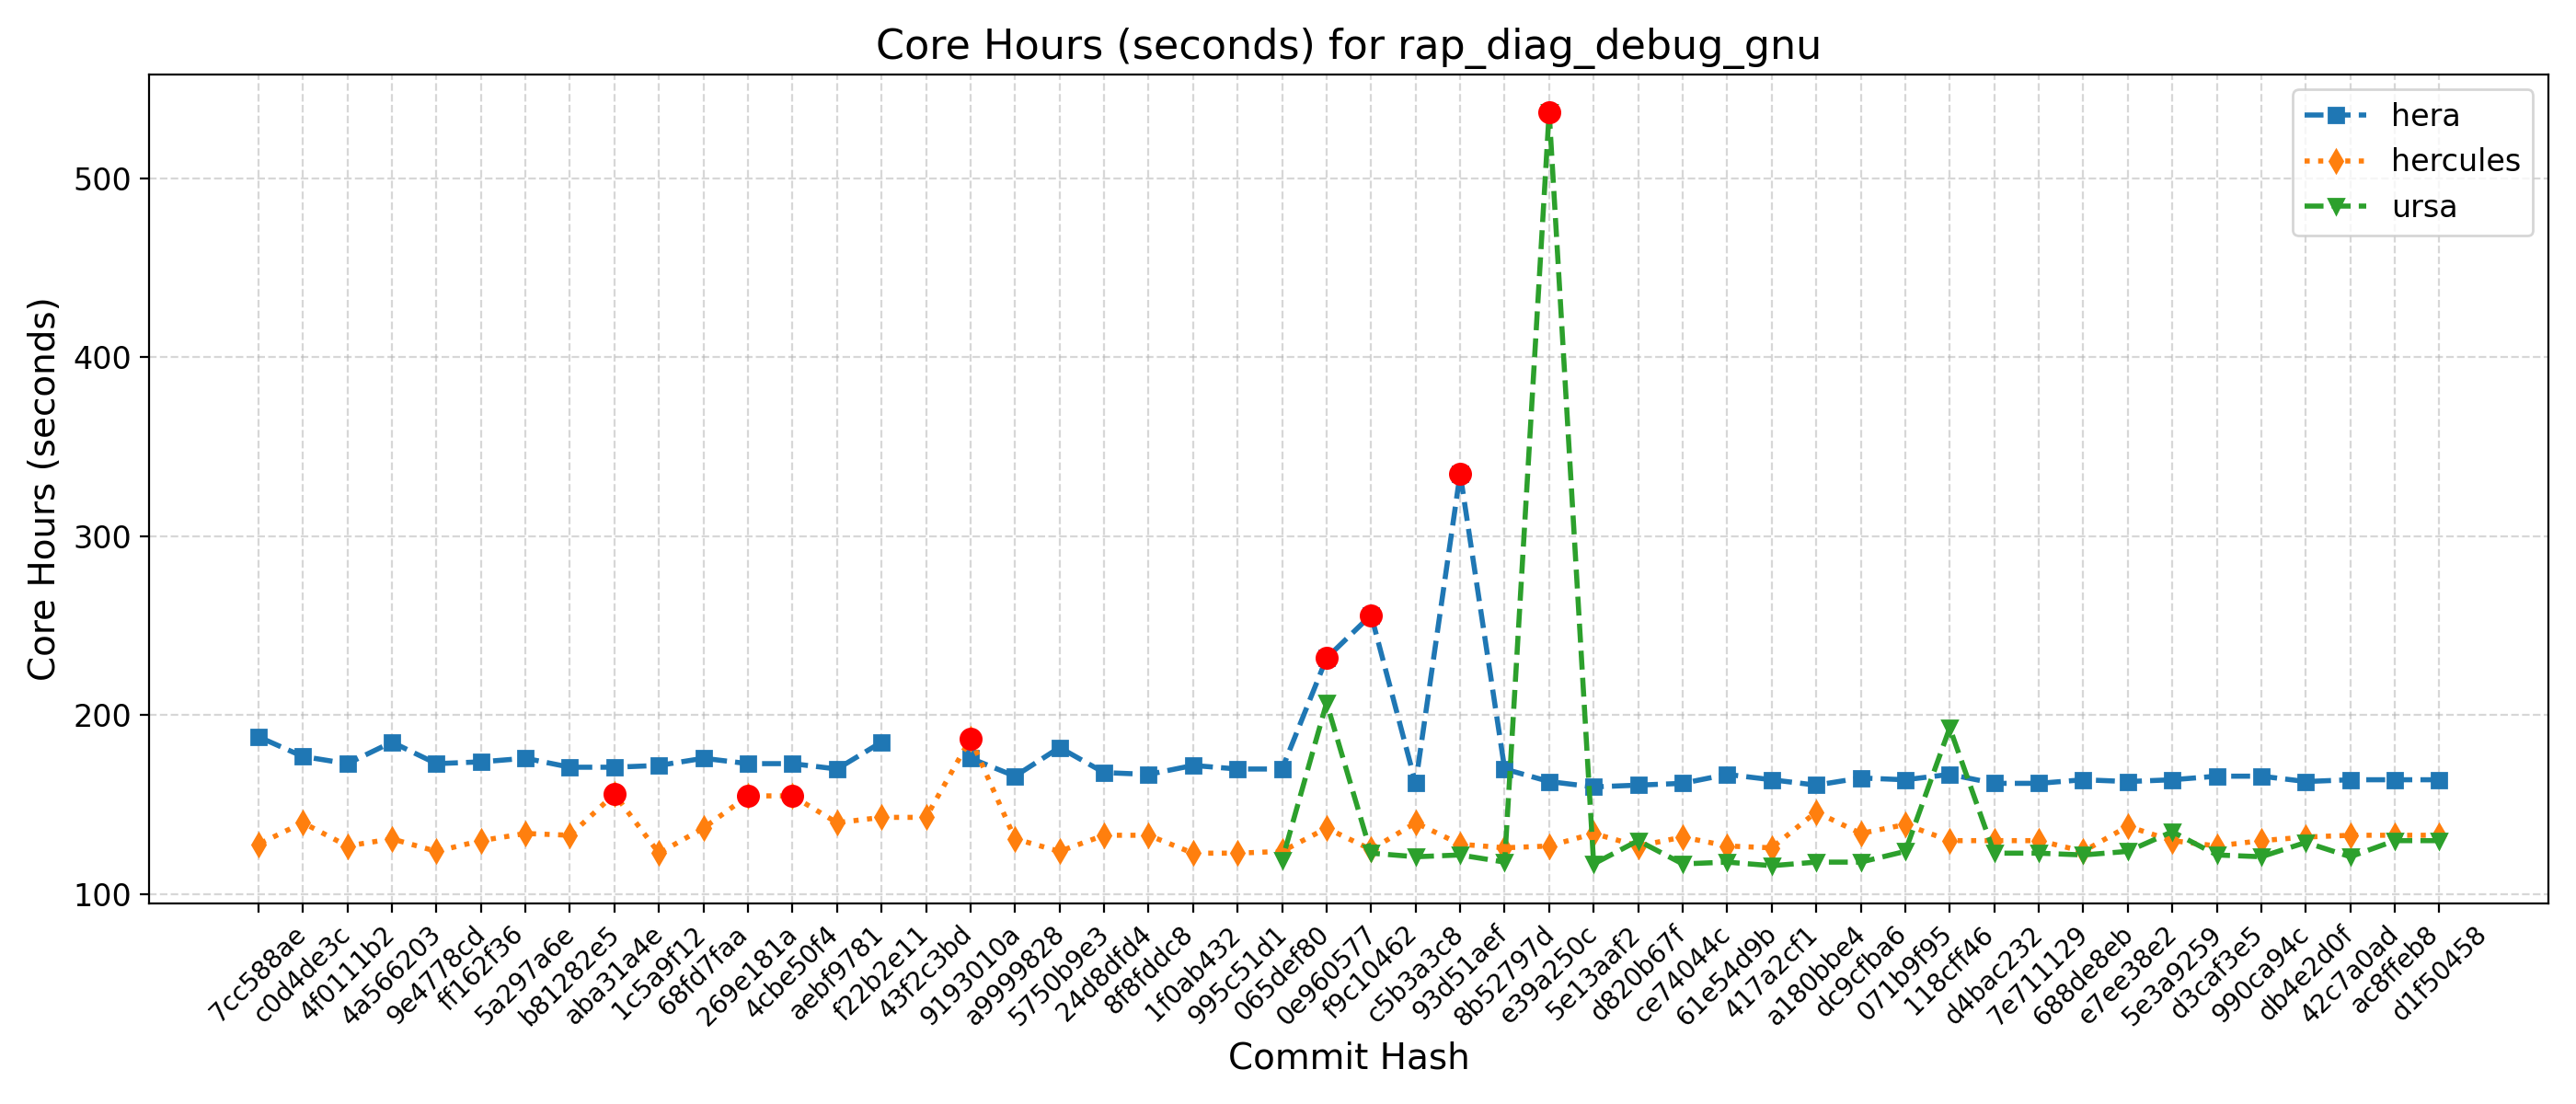 Core Hours (seconds) for rap_diag_debug_gnu
hera
hercules
ursa
Core Hours (seconds)
500
400
300
200
100
7cc588ae
c0d4de3c
4f0111b2
4a566203
9e4778cd
ff162f36
5a297a6e
b81282e5
aba31a4e
1c5a9f12
68fd7faa
269e181a
4cbe50f4
aebf9781
f22b2e11
43f2c3bd
9193010a
a9999828
5750b9e3
24d8dfd4
8f8fddc8
1f0ab432
995c51d1
065def80
0e960577
f9c10462
c5b3a3c8
93d51aef
8b52797d
e39a250c
5e13aaf2
d820b67f
ce74044c
61e54d9b
417a2cf1
a180bbe4
dc9cfba6
071b9f95
118cff46
d4bac232
7e711129
688de8eb
e7ee38e2
5e3a9259
d3caf3e5
990ca94c
db4e2d0f
42c7a0ad
ac8ffeb8
d1f50458
Commit Hash